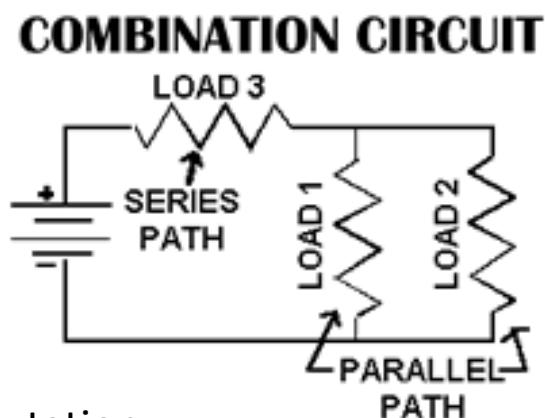 COMBINATION CIRCUIT
LOAD 3
+
SERIES
PATH
LOAD 1
LOAD 2
−
PARALLEL
PATH